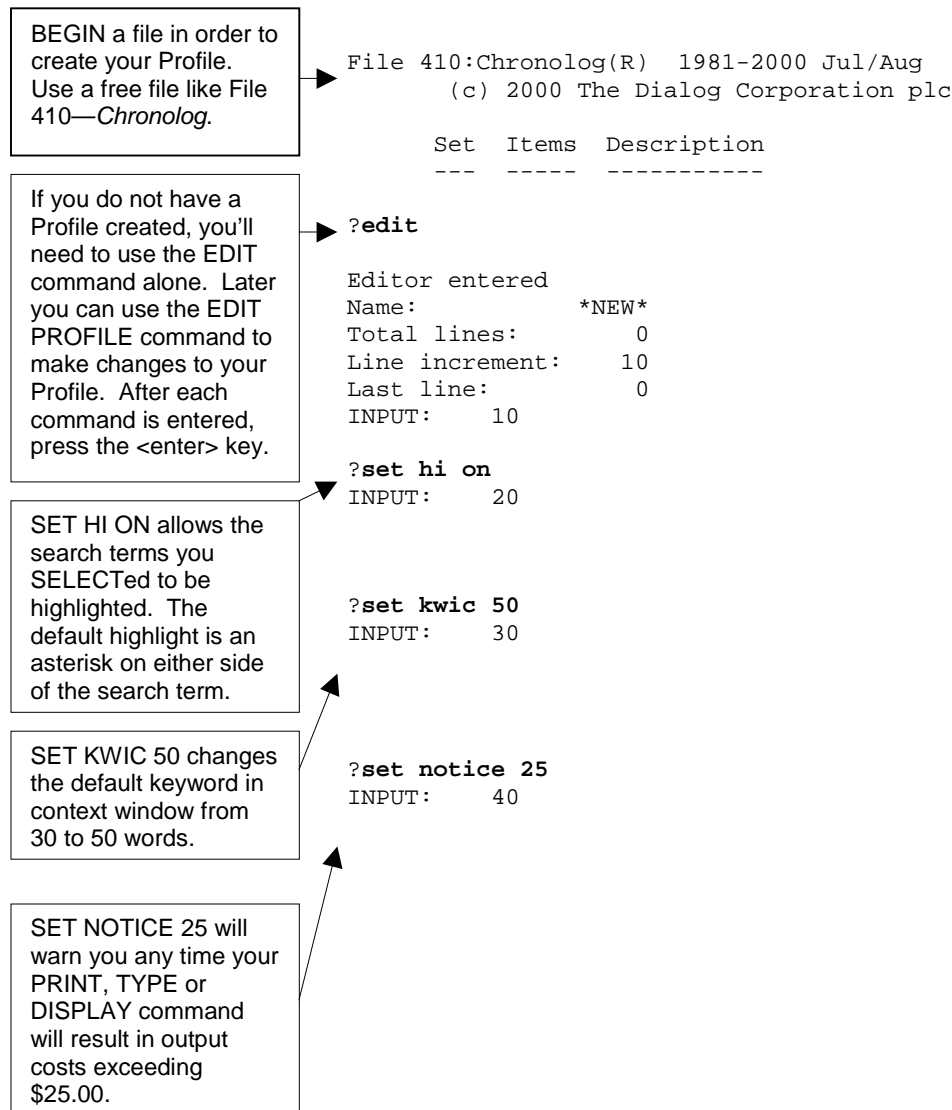 BEGIN a file in order to
create your Profile.
Use a free file like File
410—Chronolog.
File 410:Chronolog(R)  1981-2000 Jul/Aug
(c) 2000 The Dialog Corporation plc
Set  Items  Description
---  -----  -----------
If you do not have a
Profile created, you'll
need to use the EDIT
command alone.  Later
you can use the EDIT
PROFILE command to
make changes to your
Profile.  After each
command is entered,
press the <enter> key.
?edit
Editor entered
Name:              *NEW*
Total lines:       0
Line increment:    10
Last line:         0
INPUT:    10
?set hi on
INPUT:    20
SET HI ON allows the
search terms you
SELECTed to be
highlighted.  The
default highlight is an
asterisk on either side
of the search term.
?set kwic 50
INPUT:    30
SET KWIC 50 changes
the default keyword in
context window from
30 to 50 words.
?set notice 25
INPUT:    40
SET NOTICE 25 will
warn you any time your
PRINT, TYPE or
DISPLAY command
will result in output
costs exceeding
$25.00.